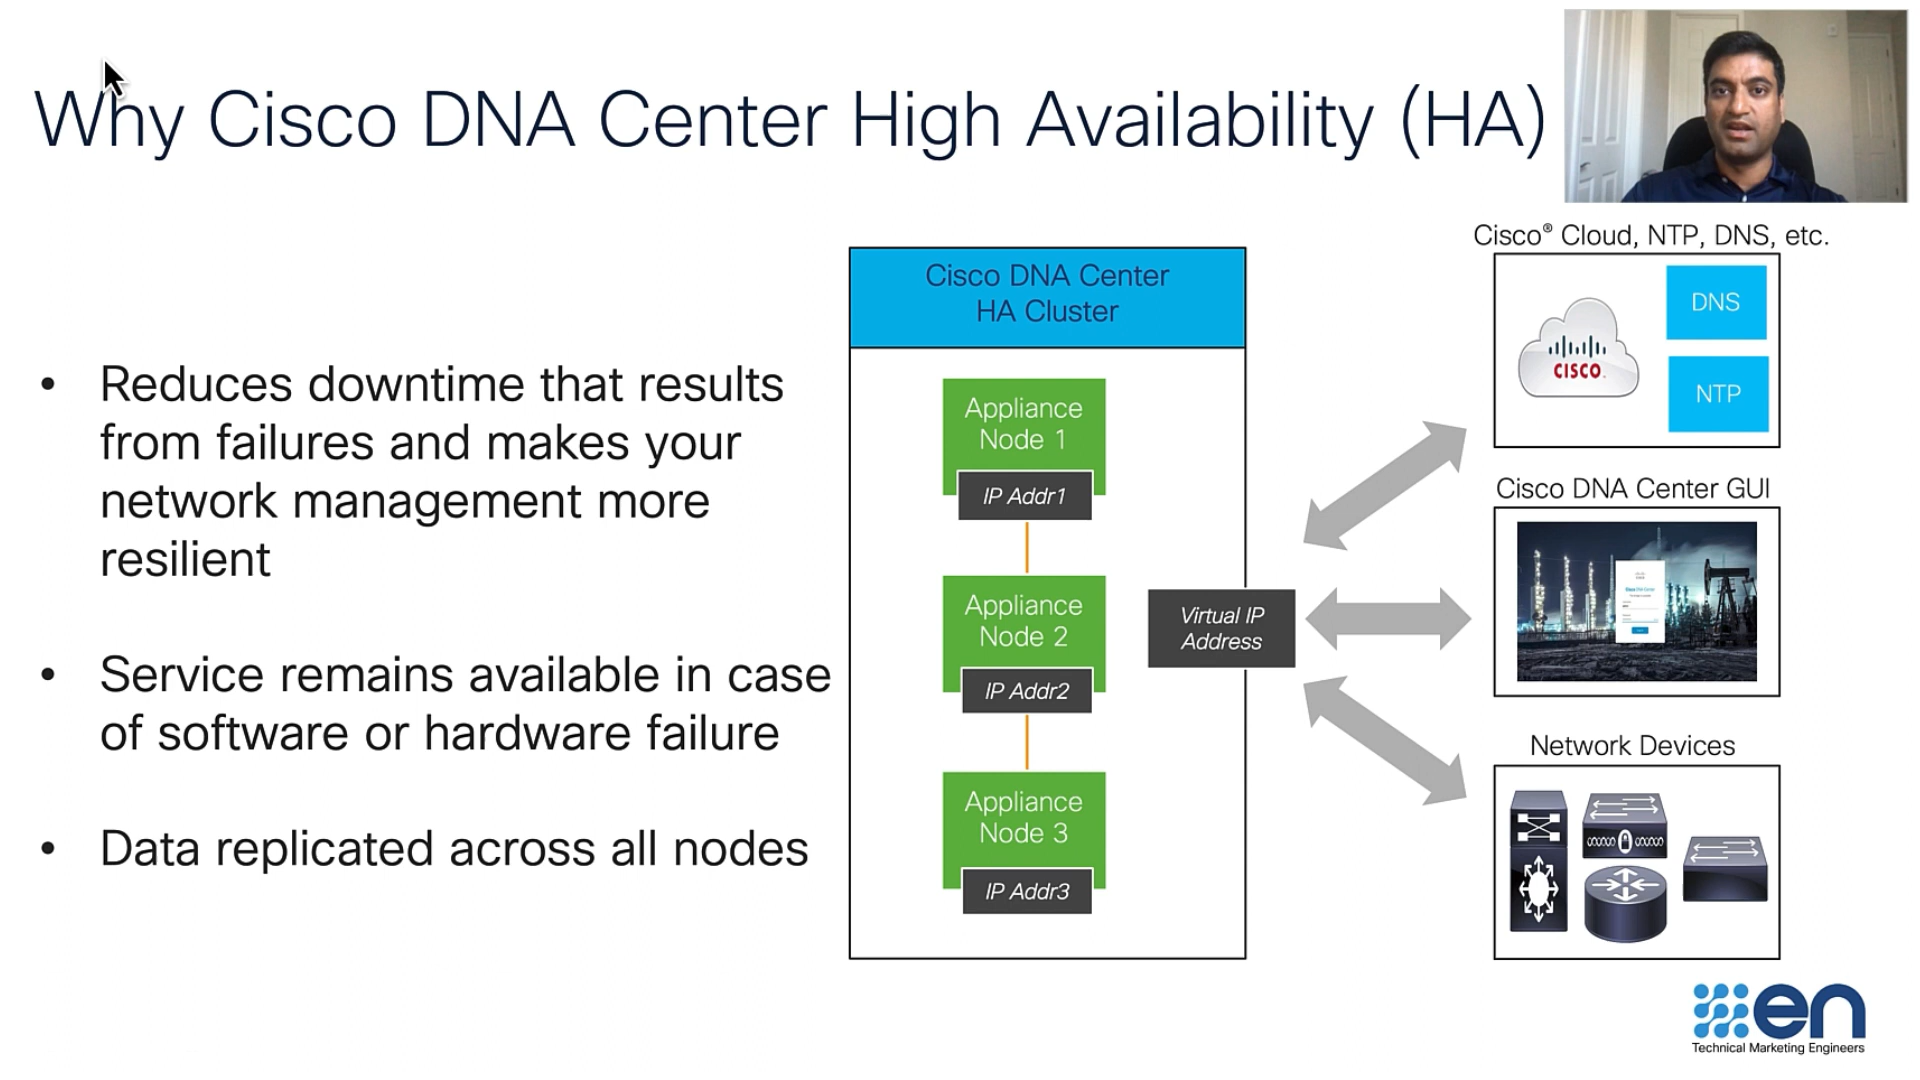 Why Cisco DNA Center High Availability (HA)
• Reduces downtime that results
from failures and makes your
network management more
resilient
• Service remains available in case
of software or hardware failure
• Data replicated across all nodes
Cisco DNA Center
HA Cluster
Appliance
Node 1
IP Addr1
Appliance
Node 2
IP Addr2
Appliance
Node 3
IP Addr3
Virtual IP
Address
Cisco® Cloud, NTP, DNS, etc.
CISCO
DNS
NTP
Cisco DNA Center GUI
Cisco DNA Center
Network Devices
en
Technical Marketing Engineers